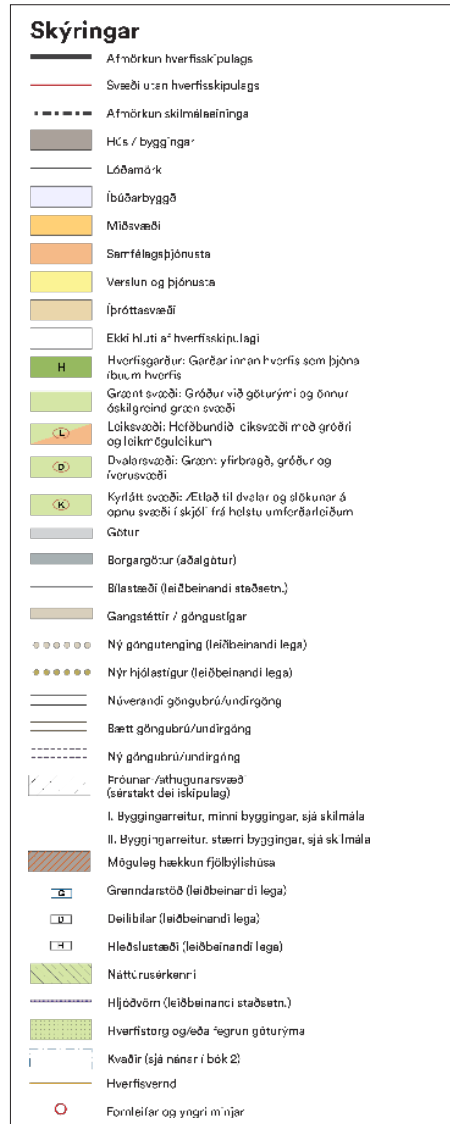 Skýringar
Afmörkun hverfisskipulags
Svæði utan hverfisskipulags
Afmörkun skilmálaeininga
Hús / byggingar
Lóðamörk
Íbúðarbyggð
Miðsvæði
Samfélagsþjónusta
Verslun og þjónusta
Íþróttasvæði
Ekki hluti af hverfisskipulagi
H
Hverfisgarður: Garðar innan hverfis sem þjóna
íbúum hverfis
Grænt svæði: Gróður við göturými og önnur
óskilgreind græn svæði
L
Leiksvæði: Hefðbundið leiksvæði með gróðri
og leikmöguleikum
D
Dvalarsvæði: Grænt yfirbragð, gróður og
íverusvæði
K
Kyrlátt svæði: Ætlað til dvalar og slökunar á
opnu svæði í skjóli frá helstu umferðarleiðum
Götur
Borgargötur (aðalgötur)
Bílastæði (leiðbeinandi staðsetn.)
Gangstéttir / göngustígar
Ný göngutenging (leiðbeinandi lega)
Nýr hjólastígur (leiðbeinandi lega)
Núverandi göngubrú/undirgöng
Bætt göngubrú/undirgöng
Ný göngubrú/undirgöng
Þróunar-/athugunarsvæði
(sérstakt deiliskipulag)
I. Byggingarreitur, minni byggingar, sjá skilmála
II. Byggingarreitur, stærri byggingar, sjá skilmála
Möguleg hækkun fjölbýlishúsa
G
Grenndarstöð (leiðbeinandi lega)
D
Deilibílar (leiðbeinandi lega)
H
Hleðslustæði (leiðbeinandi lega)
Náttúrusérkenni
Hljóðvörn (leiðbeinandi staðsetn.)
Hverfistorg og/eða fegrun göturýma
Kvaðir (sjá nánar í bók 2)
Hverfisvernd
Fornleifar og yngri minjar